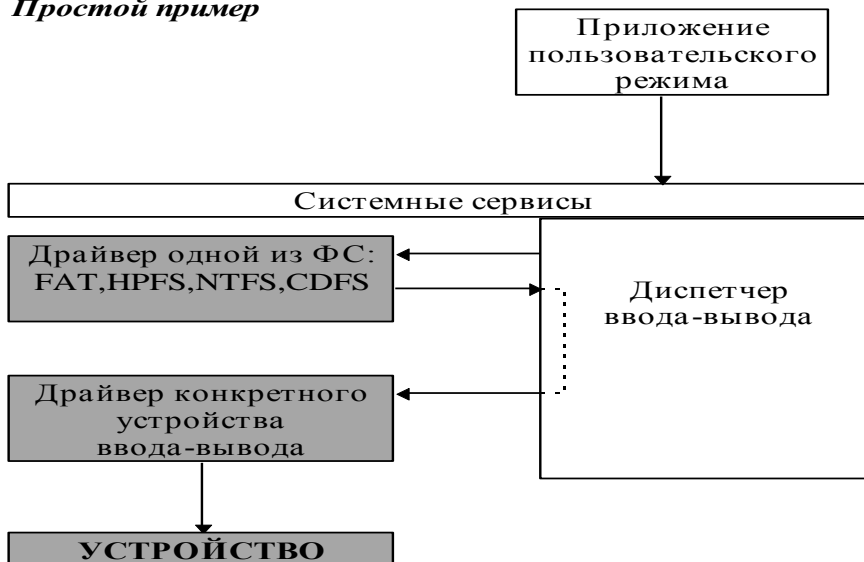 Простой пример
Приложение
пользовательского
режима
Системные сервисы
Драйвер одной из ФС:
FAT,HPFS,NTFS,CDFS
Диспетчер
ввода-вывода
Драйвер конкретного
устройства
ввода-вывода
УСТРОЙСТВО